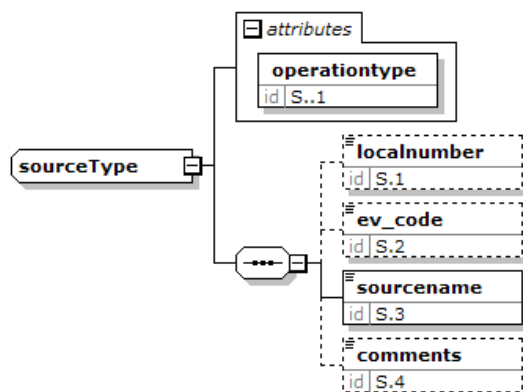 attributes
operationtype
id S..1
sourceType
localnumber
id S.1
ev_code
id S.2
sourcename
id S.3
comments
id S.4